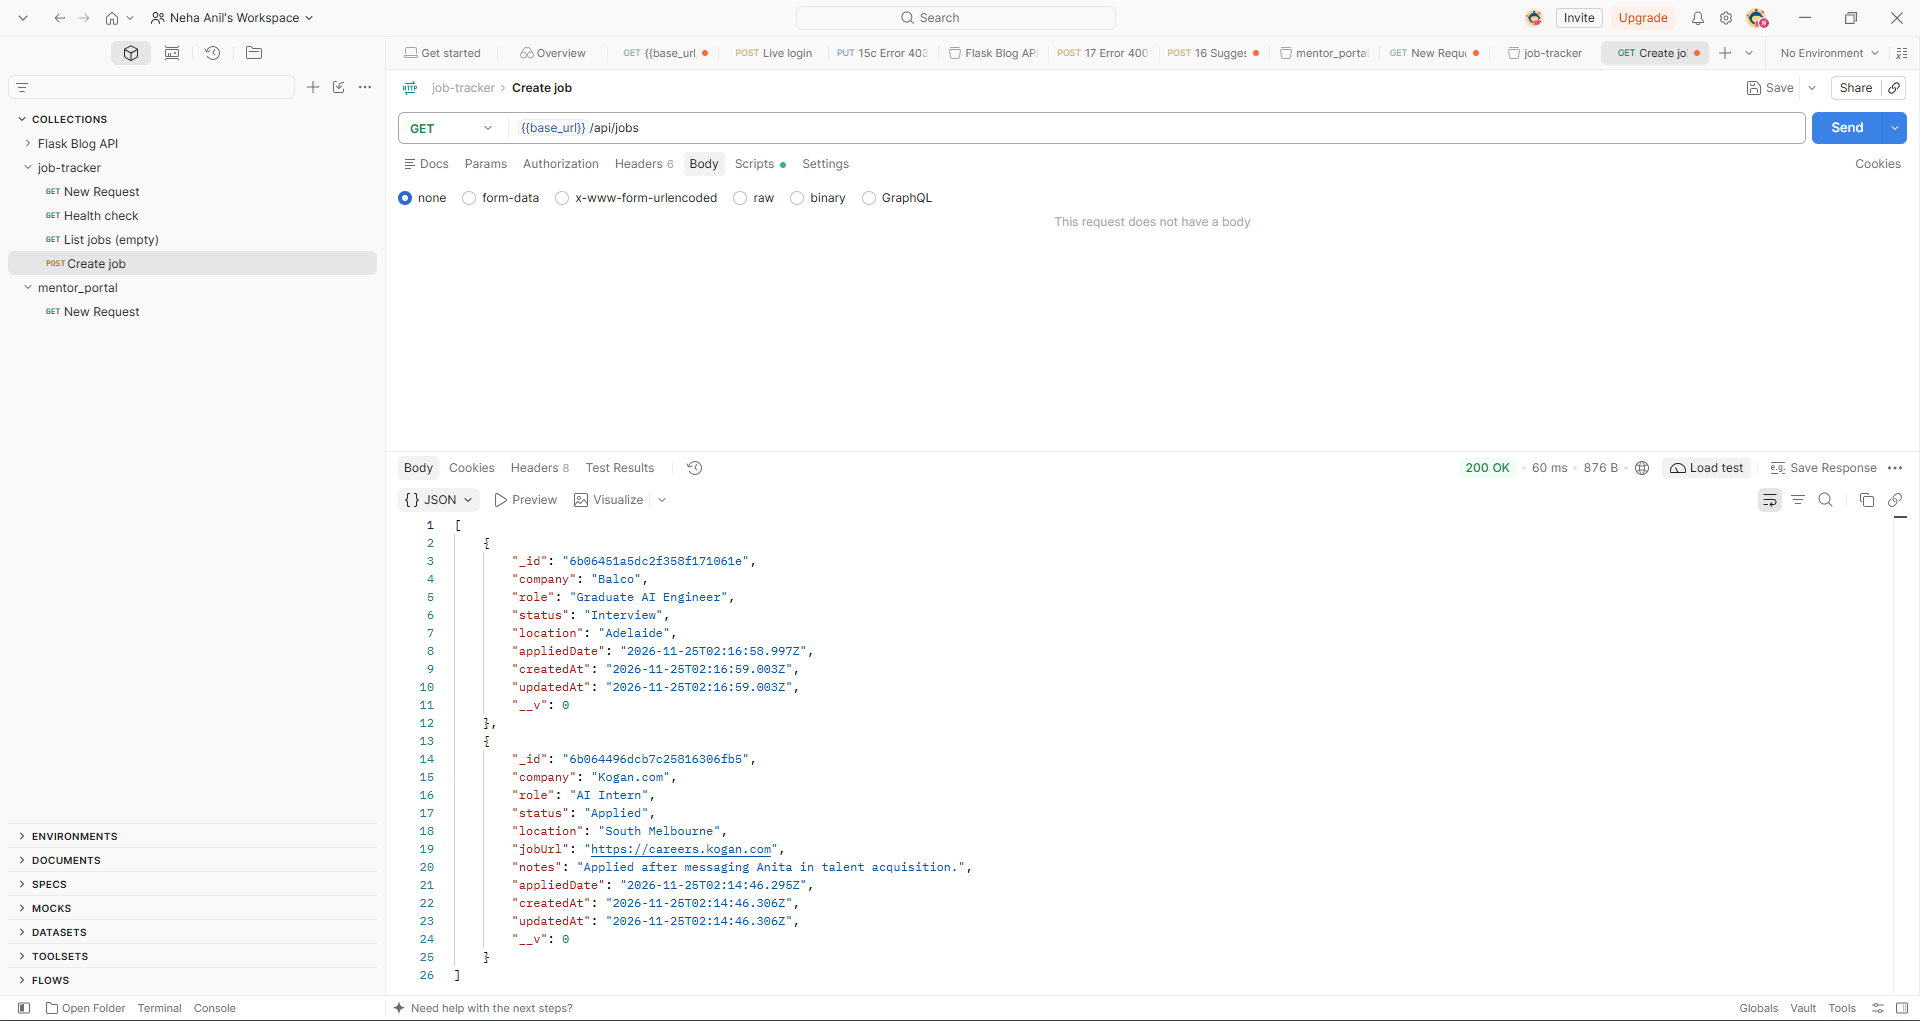 Neha Anil's Workspace
Search
Invite
Upgrade
Get started
Overview
GET {{base_url
POST Live login
PUT 15c Error 403
Flask Blog API
POST 17 Error 400
POST 16 Sugges
mentor_porta
GET New Requ
job-tracker
GET Create jo
No Environment
COLLECTIONS
Flask Blog API
job-tracker
GET New Request
GET Health check
GET List jobs (empty)
POST Create job
mentor_portal
GET New Request
ENVIRONMENTS
DOCUMENTS
SPECS
MOCKS
DATASETS
TOOLSETS
FLOWS
HTTP job-tracker > Create job
Save
Share
GET
{{base_url}} /api/jobs
Send
Docs Params Authorization Headers 6 Body Scripts Settings
Cookies
none form-data x-www-form-urlencoded raw binary GraphQL
This request does not have a body
Body Cookies Headers 8 Test Results
200 OK • 60 ms • 876 B
Load test
e.g. Save Response
{} JSON
Preview
Visualize
1 [
2 {
3 "_id": "6b06451a5dc2f358f171061e",
4 "company": "Balco",
5 "role": "Graduate AI Engineer",
6 "status": "Interview",
7 "location": "Adelaide",
8 "appliedDate": "2026-11-25T02:16:58.997Z",
9 "createdAt": "2026-11-25T02:16:59.003Z",
10 "updatedAt": "2026-11-25T02:16:59.003Z",
11 "__v": 0
12 },
13 {
14 "_id": "6b064496dcb7c25816306fb5",
15 "company": "Kogan.com",
16 "role": "AI Intern",
17 "status": "Applied",
18 "location": "South Melbourne",
19 "jobUrl": "https://careers.kogan.com",
20 "notes": "Applied after messaging Anita in talent acquisition.",
21 "appliedDate": "2026-11-25T02:14:46.295Z",
22 "createdAt": "2026-11-25T02:14:46.306Z",
23 "updatedAt": "2026-11-25T02:14:46.306Z",
24 "__v": 0
25 }
26 ]
Open Folder
Terminal
Console
Need help with the next steps?
Globals
Vault
Tools